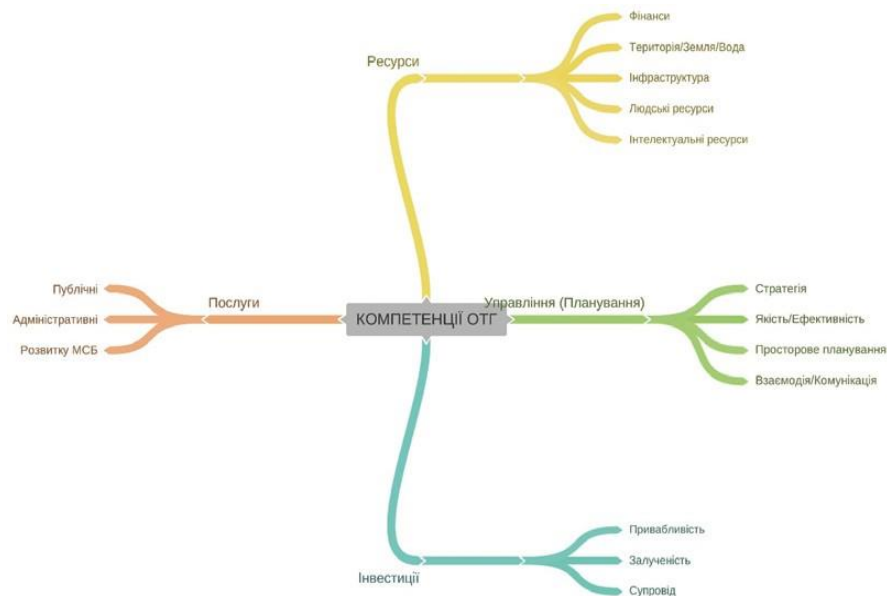 Фінанси
Територія/Земля/Вода
Ресурси
Інфраструктура
Людські ресурси
Інтелектуальні ресурси
Публічні
Адміністративні
Розвитку МСБ
Послуги
КОМПЕТЕНЦІЇ ОТГ
Управління (Планування)
Стратегія
Якість/Ефективність
Просторове планування
Взаємодія/Комунікація
Привабливість
Залученість
Супровід
Інвестиції